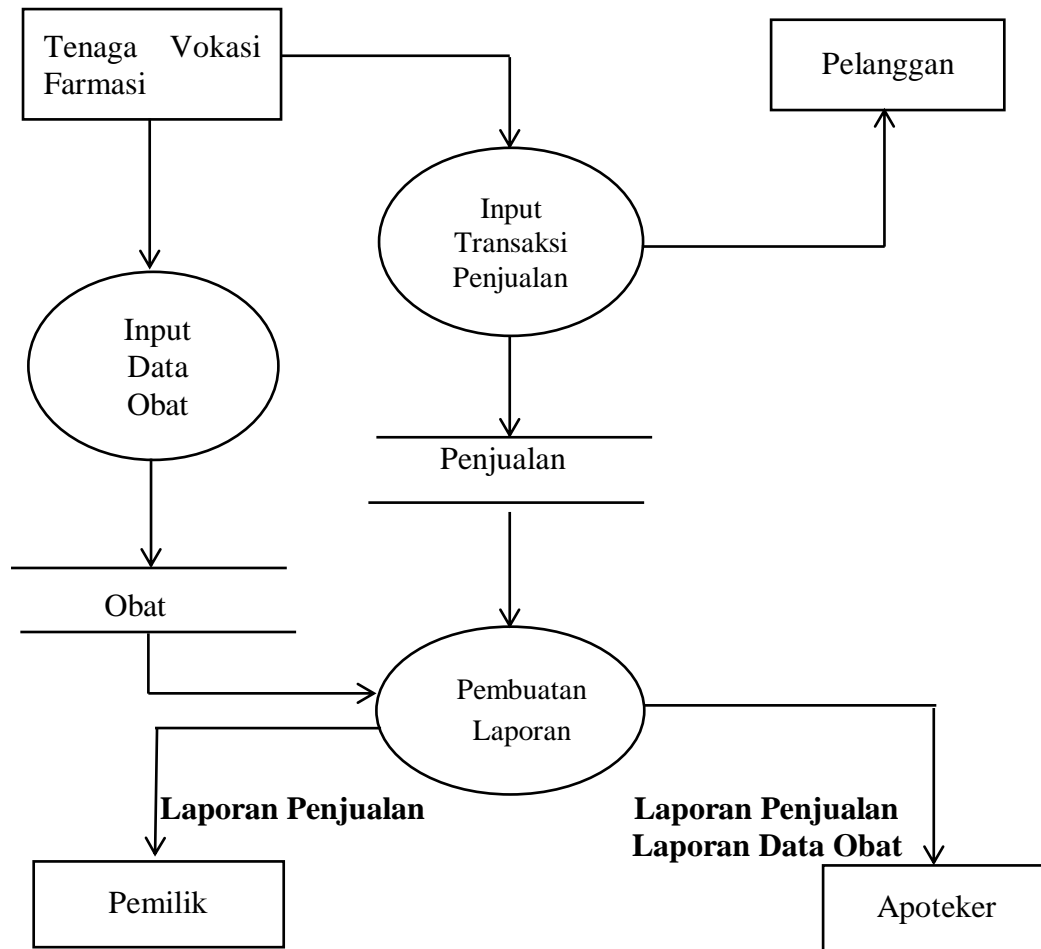 Tenaga Vokasi
Farmasi
Pelanggan
Input
Transaksi
Penjualan
Input
Data
Obat
Penjualan
Obat
Pembuatan
Laporan
Laporan Penjualan
Laporan Penjualan
Laporan Data Obat
Pemilik
Apoteker